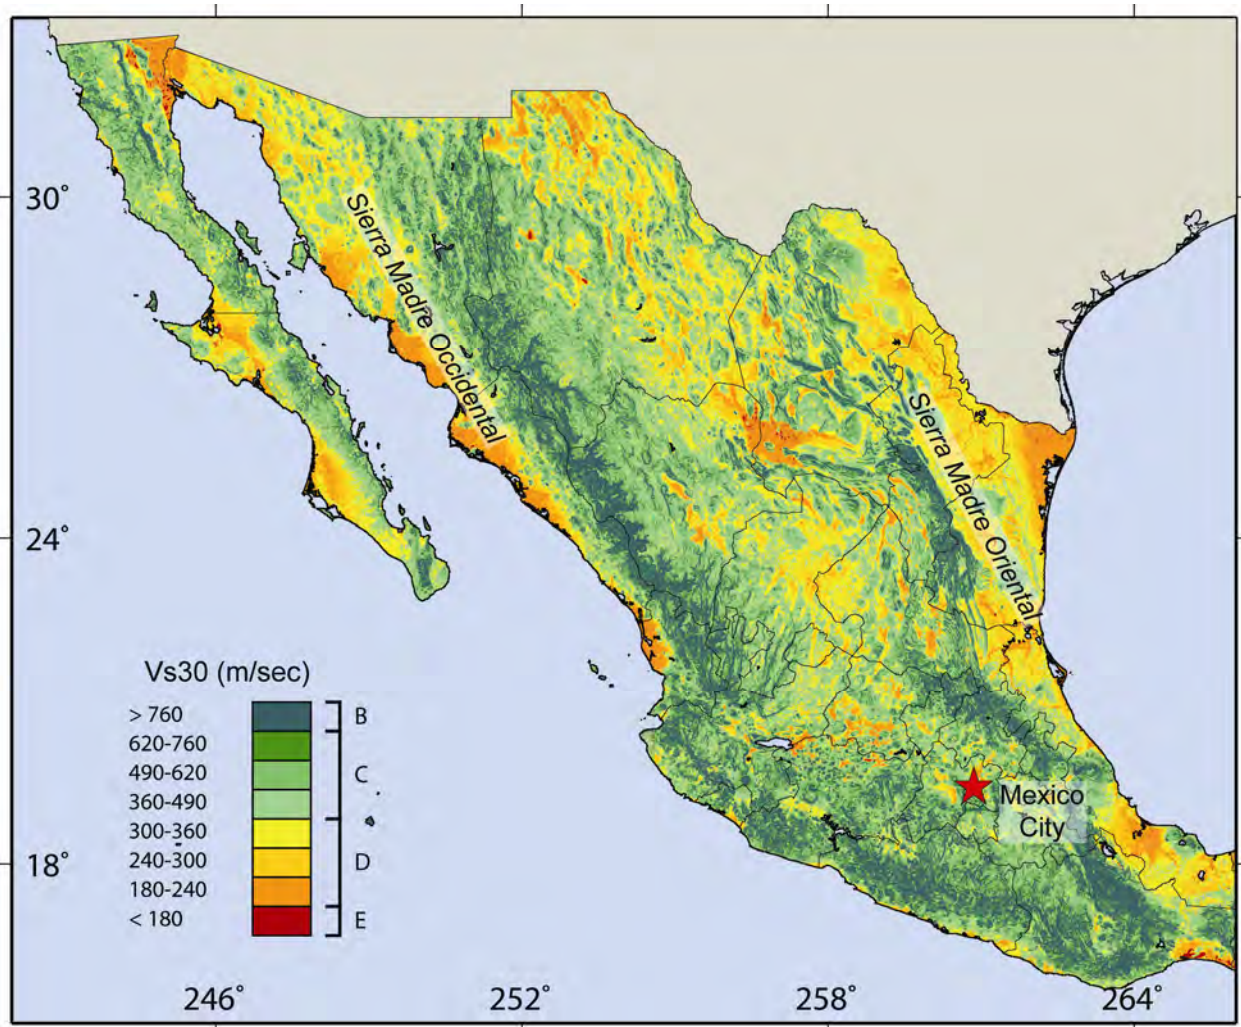 30°
24°
18°
Sierra Madre Occidental
Sierra Madre Oriental
Vs30 (m/sec)
> 760
B
620-760
490-620
C
360-490
300-360
240-300
D
180-240
< 180
E
Mexico
City
246°
252°
258°
264°